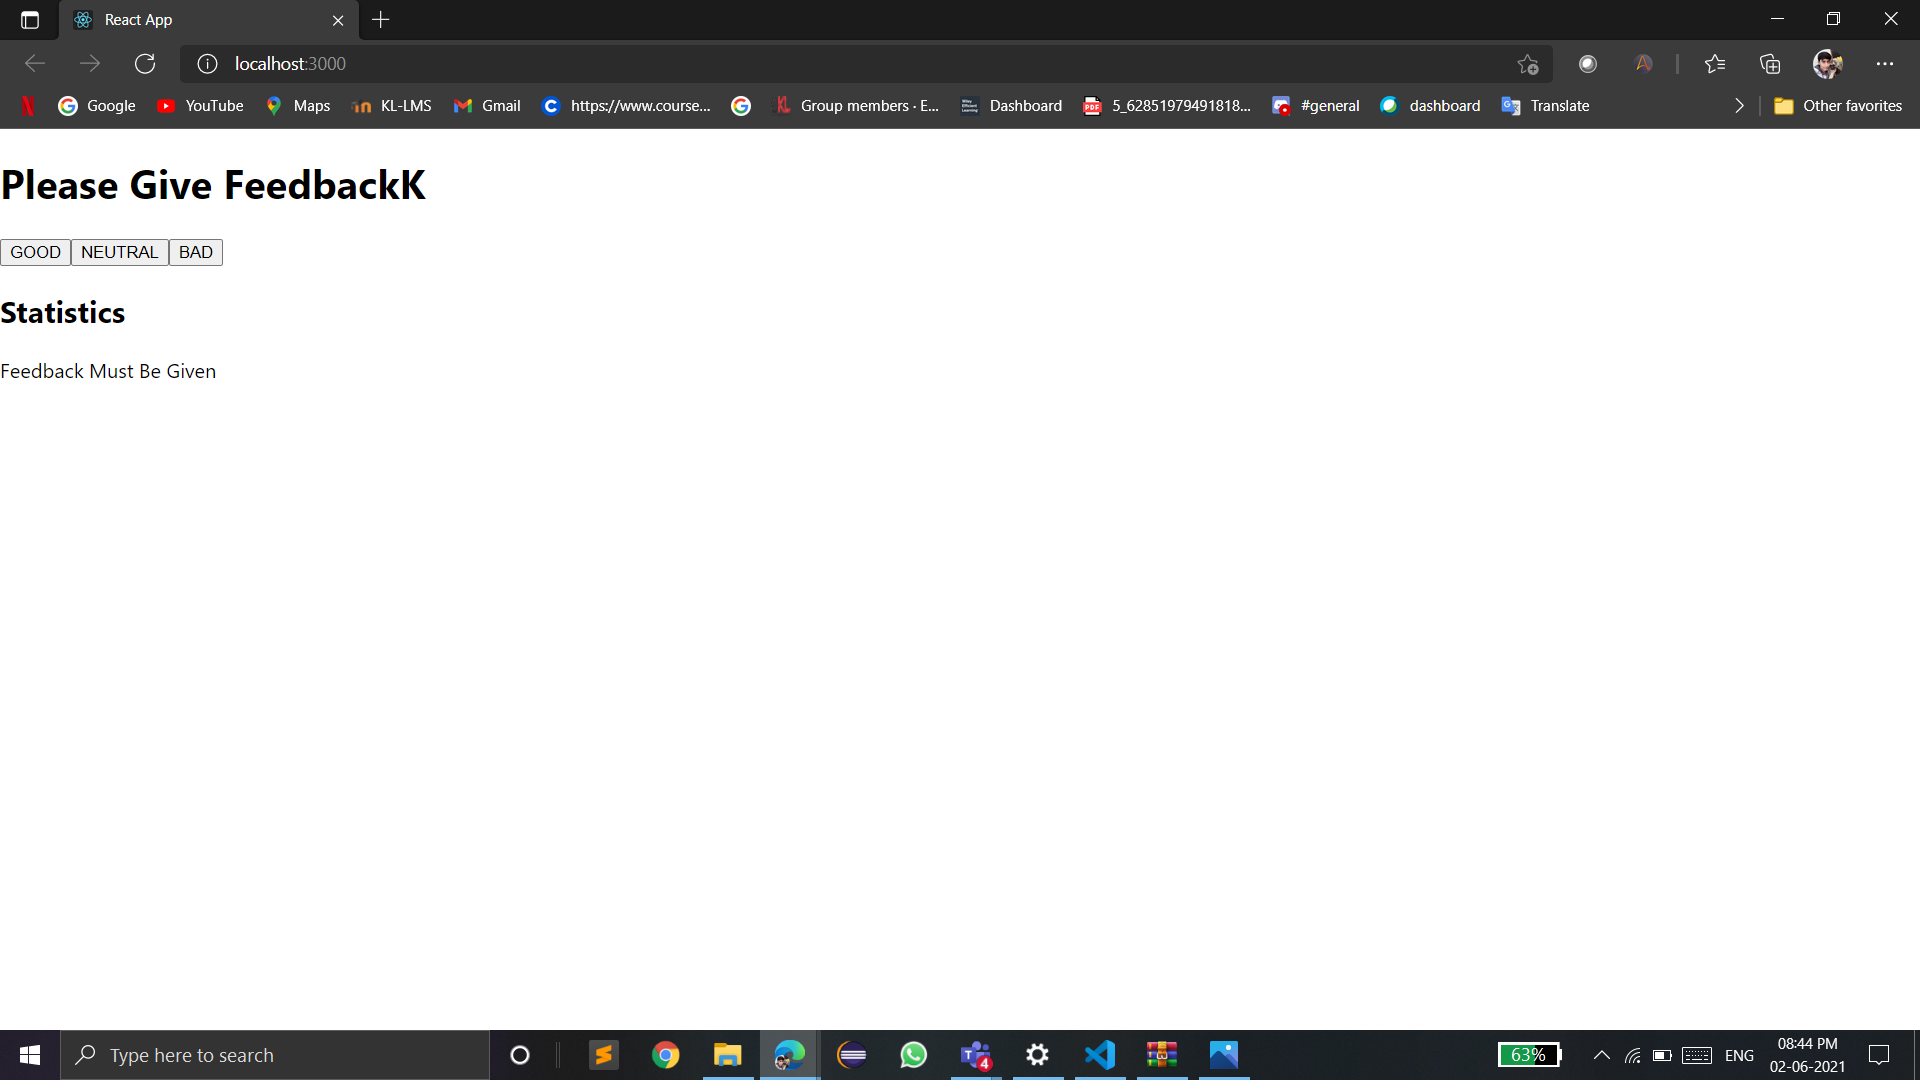 React App
localhost:3000
Google YouTube Maps KL-LMS Gmail https://www.course... Group members · E... Dashboard 5_62851979491818... #general dashboard Translate Other favorites
Please Give FeedbackK
GOOD NEUTRAL BAD
Statistics
Feedback Must Be Given
Type here to search
4
63%
ENG
08:44 PM
02-06-2021